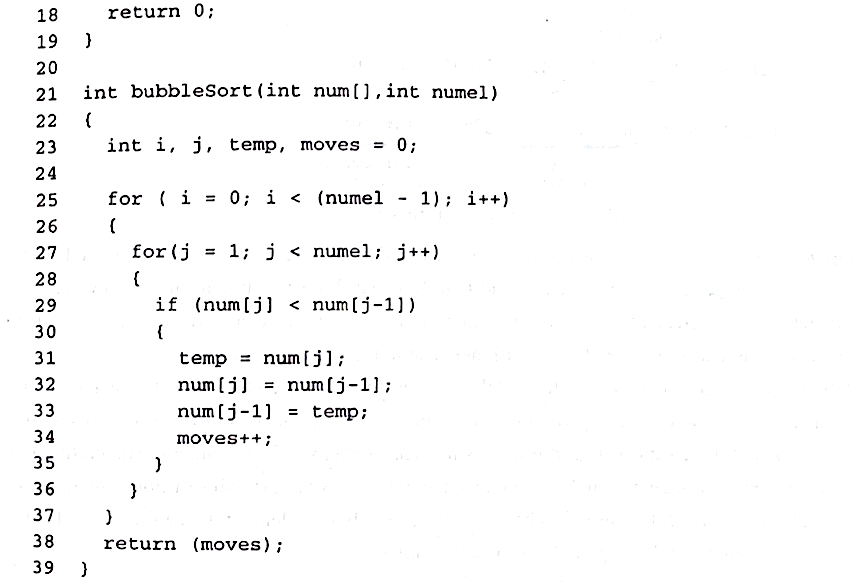 18 return 0;
19 }
20
21 int bubbleSort(int num[],int numel)
22 {
23 int i, j, temp, moves = 0;
24
25 for ( i = 0; i < (numel - 1); i++)
26 {
27 for(j = 1; j < numel; j++)
28 {
29 if (num[j] < num[j-1])
30 {
31 temp = num[j];
32 num[j] = num[j-1];
33 num[j-1] = temp;
34 moves++;
35 }
36 }
37 }
38 return (moves);
39 }